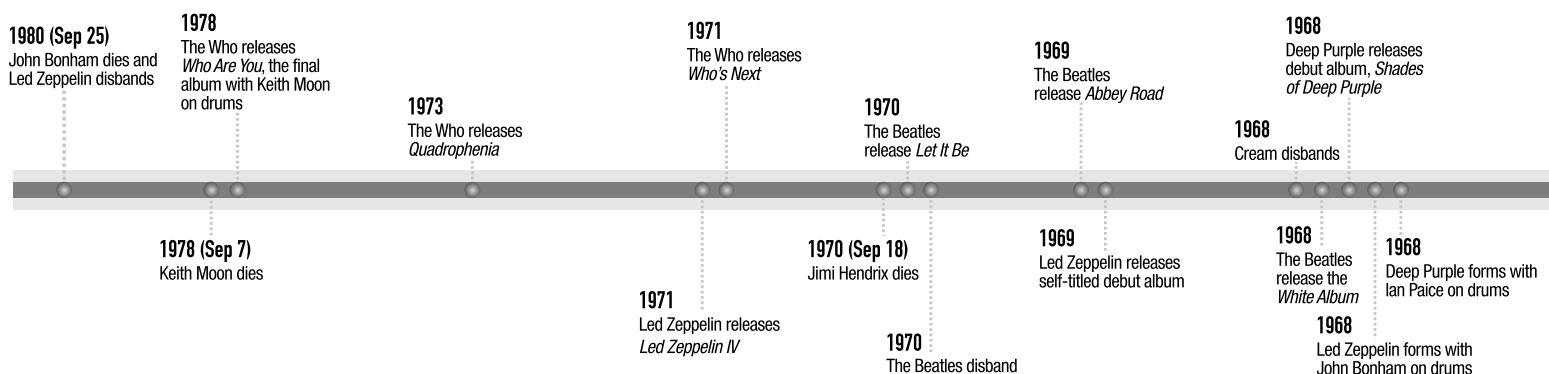 1980 (Sep 25)
John Bonham dies and
Led Zeppelin disbands
1978
The Who releases
Who Are You, the final
album with Keith Moon
on drums
1978 (Sep 7)
Keith Moon dies
1973
The Who releases
Quadrophenia
1971
Led Zeppelin releases
Led Zeppelin IV
1971
The Who releases
Who's Next
1970 (Sep 18)
Jimi Hendrix dies
1970
The Beatles
release Let It Be
1970
The Beatles disband
1969
The Beatles
release Abbey Road
1969
Led Zeppelin releases
self-titled debut album
1968
Cream disbands
1968
The Beatles
release the
White Album
1968
Deep Purple releases
debut album, Shades
of Deep Purple
1968
Led Zeppelin forms with
John Bonham on drums
1968
Deep Purple forms with
Ian Paice on drums